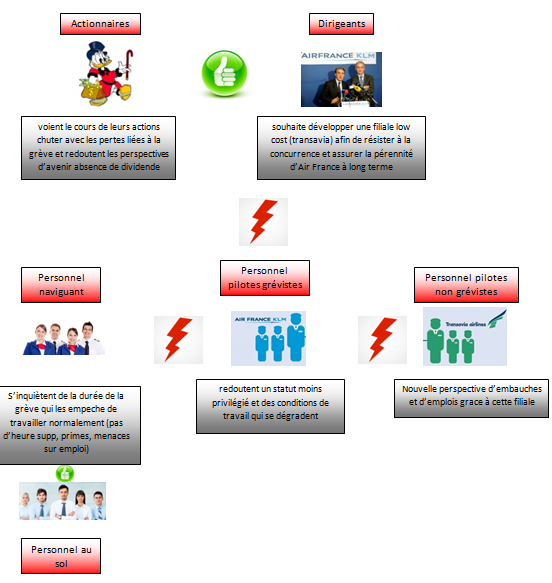 Actionnaires
Dirigeants
AIRFRANCE KLM
voient le cours de leurs actions
chuter avec les pertes liées à la
grève et redoutent les perspectives
d'avenir absence de dividende
souhaite développer une filiale low
cost (transavia) afin de résister à la
concurrence et assurer la pérennité
d'Air France à long terme
Personnel
naviguant
Personnel
pilotes grévistes
Personnel pilotes
non grévistes
AIR FRANCE KLM
Transavia airlines
S'inquiètent de la durée de la
grève qui les empeche de
travailler normalement (pas
d'heure supp, primes, menaces
sur emploi)
redoutent un statut moins
privilégié et des conditions de
travail qui se dégradent
Nouvelle perspective d'embauches
et d'emplois grace à cette filiale
Personnel au
sol